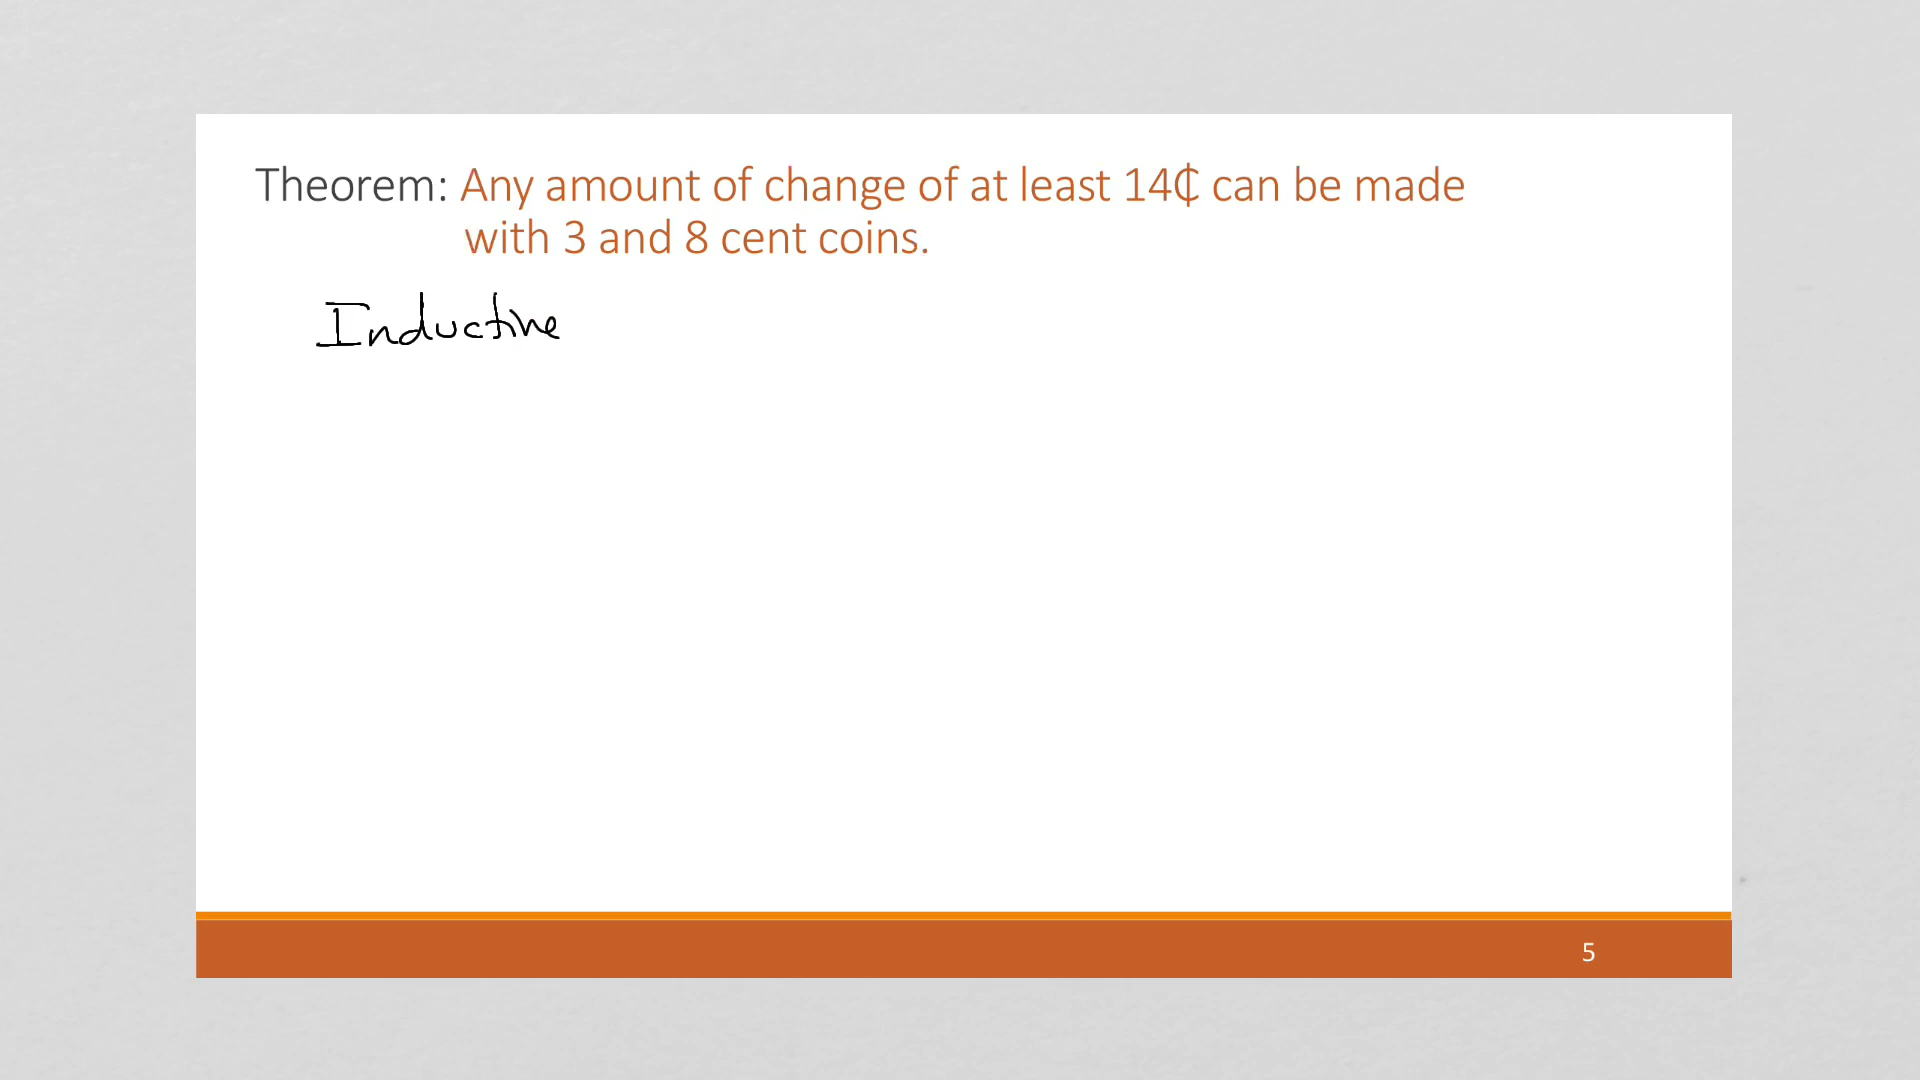 Theorem: Any amount of change of at least 14₵ can be made
with 3 and 8 cent coins.
Inductive
5